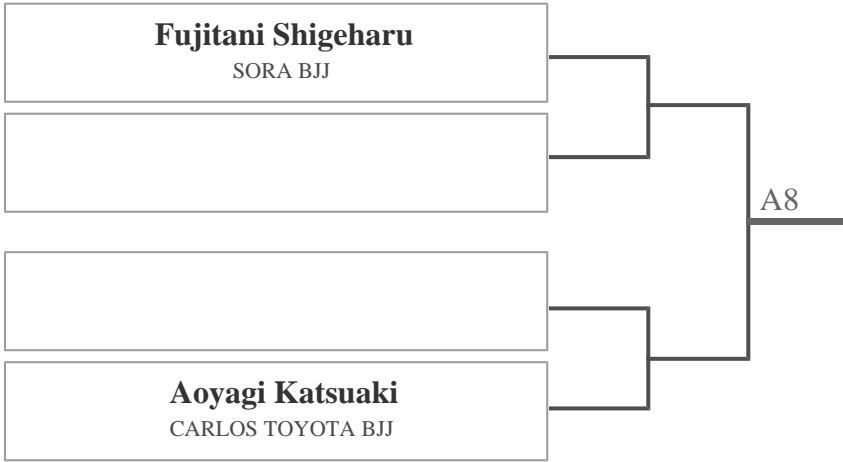 Fujitani Shigeharu
SORA BJJ
A8
Aoyagi Katsuaki
CARLOS TOYOTA BJJ